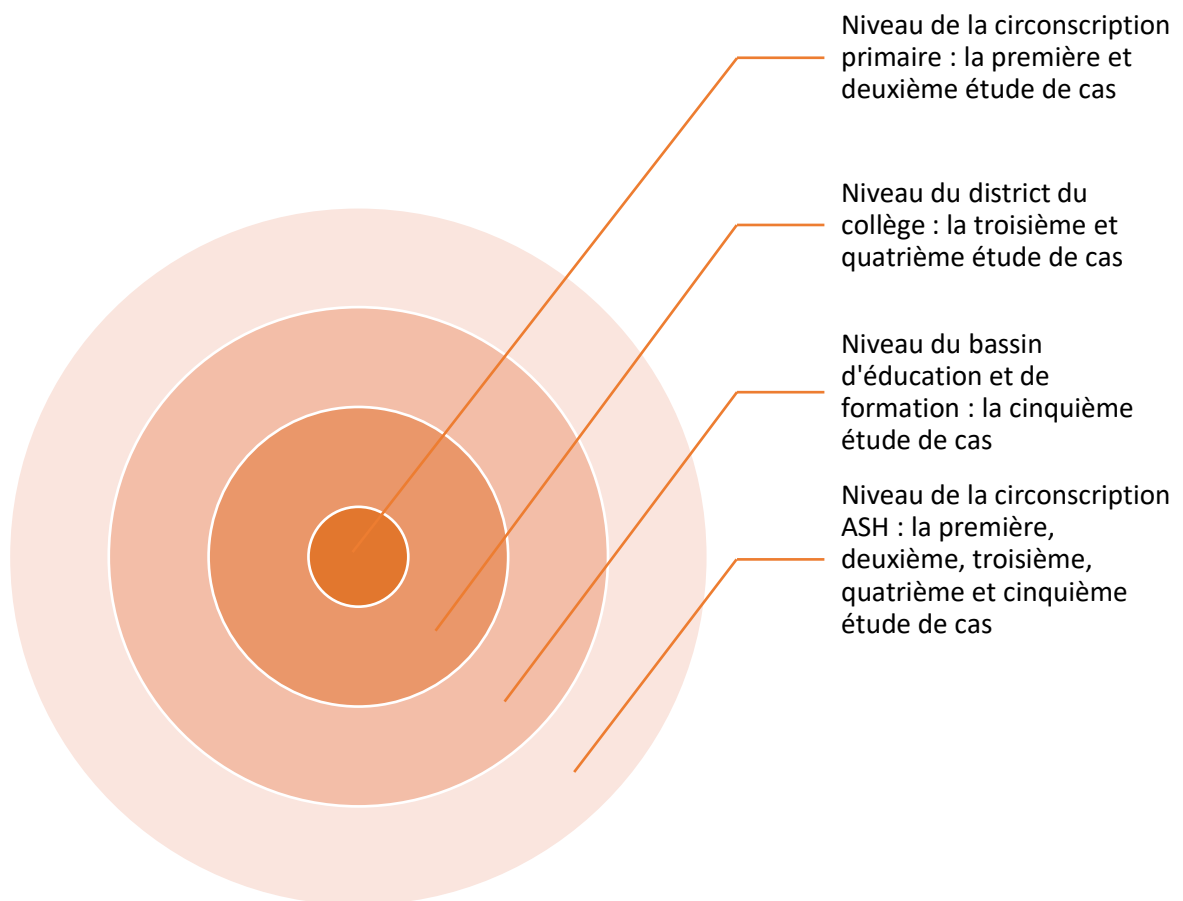 Niveau de la circonscription
primaire : la première et
deuxième étude de cas
Niveau du district du
collège : la troisième et
quatrième étude de cas
Niveau du bassin
d'éducation et de
formation : la cinquième
étude de cas
Niveau de la circonscription
ASH : la première,
deuxième, troisième,
quatrième et cinquième
étude de cas